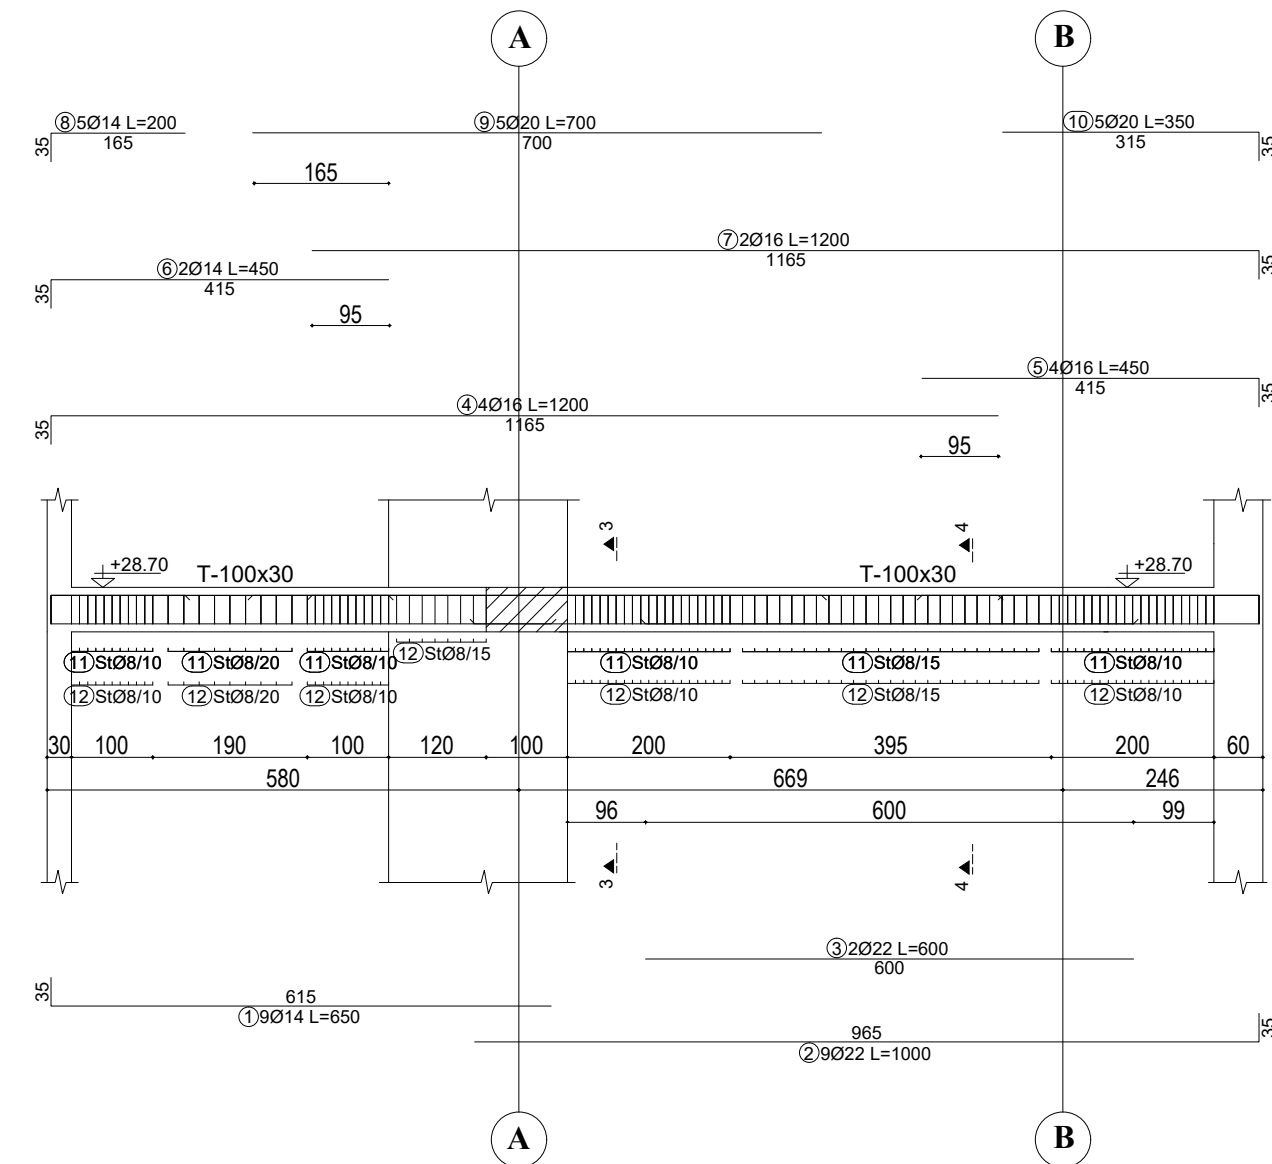 A
B
⑧5Ø14 L=200
165
35
⑨5Ø20 L=700
700
⑩5Ø20 L=350
315
35
165
⑦2Ø16 L=1200
1165
35
⑥2Ø14 L=450
415
35
95
⑤4Ø16 L=450
415
35
④4Ø16 L=1200
1165
35
95
3
4
+28.70
T-100x30
T-100x30
+28.70
⑫StØ8/15
⑪StØ8/10
⑪StØ8/20
⑪StØ8/10
⑪StØ8/10
⑪StØ8/15
⑪StØ8/10
⑫StØ8/10
⑫StØ8/20
⑫StØ8/10
⑫StØ8/10
⑫StØ8/15
⑫StØ8/10
30 100 190 100 120 100 200 395 200 60
580 669 246
96 600 99
3
4
③2Ø22 L=600
600
35
615
①9Ø14 L=650
965
②9Ø22 L=1000
35
A
B